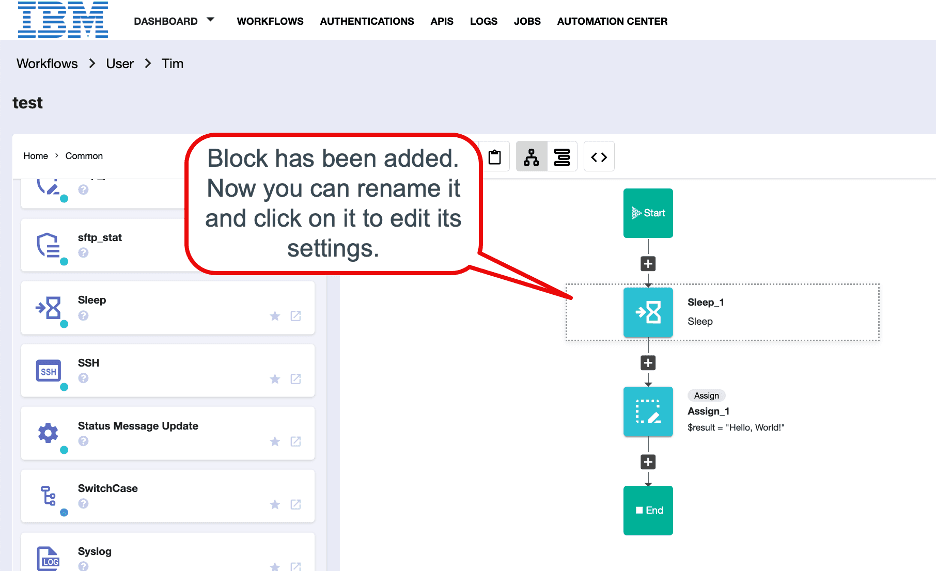 IBM
DASHBOARD WORKFLOWS AUTHENTICATIONS APIS LOGS JOBS AUTOMATION CENTER
Workflows > User > Tim
test
Home > Common
Block has been added.
Now you can rename it
and click on it to edit its
settings.
sftp_stat
?
Sleep
?
SSH
SSH
?
Status Message Update
?
SwitchCase
?
Syslog
LOG
?
Start
Sleep_1
Sleep
Assign
Assign_1
$result = "Hello, World!"
End